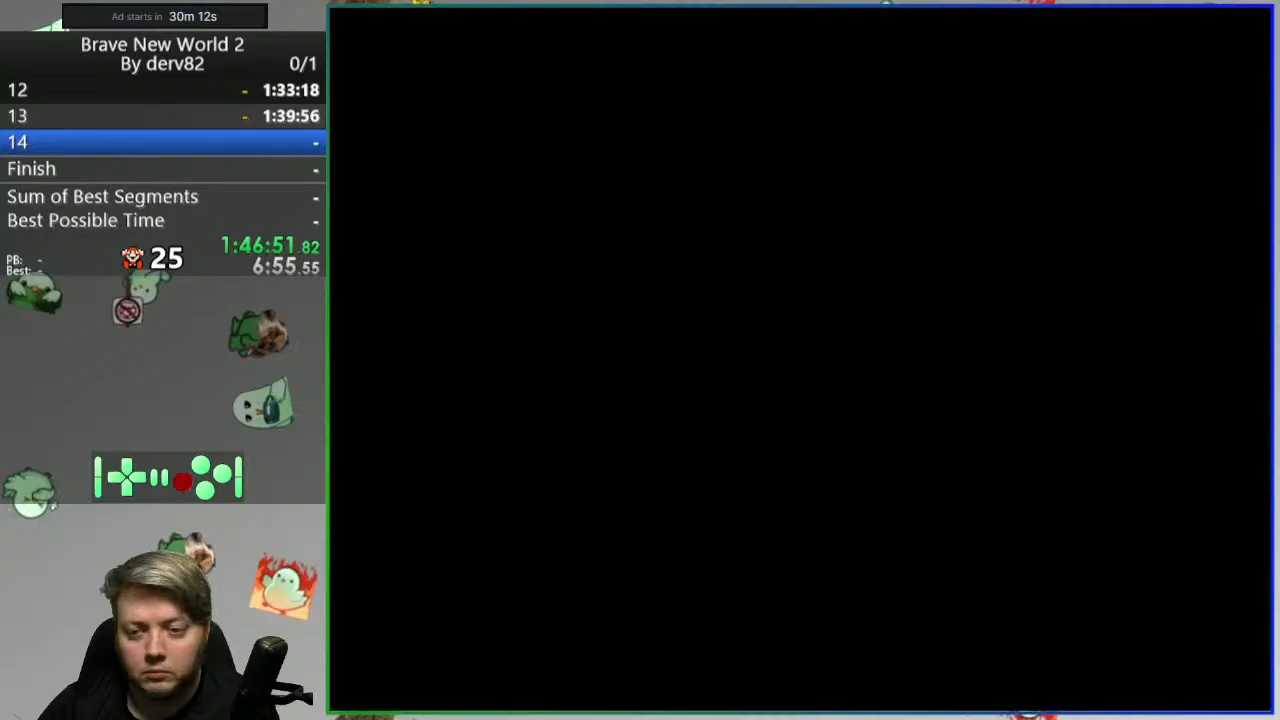 Ad starts in 30m 12s
Brave New World 2
By derv82 0/1
12 - 1:33:18
13 - 1:39:56
14 -
Finish -
Sum of Best Segments -
Best Possible Time -
PB: - 25 1:46:51.82
Best: - 6:55.55